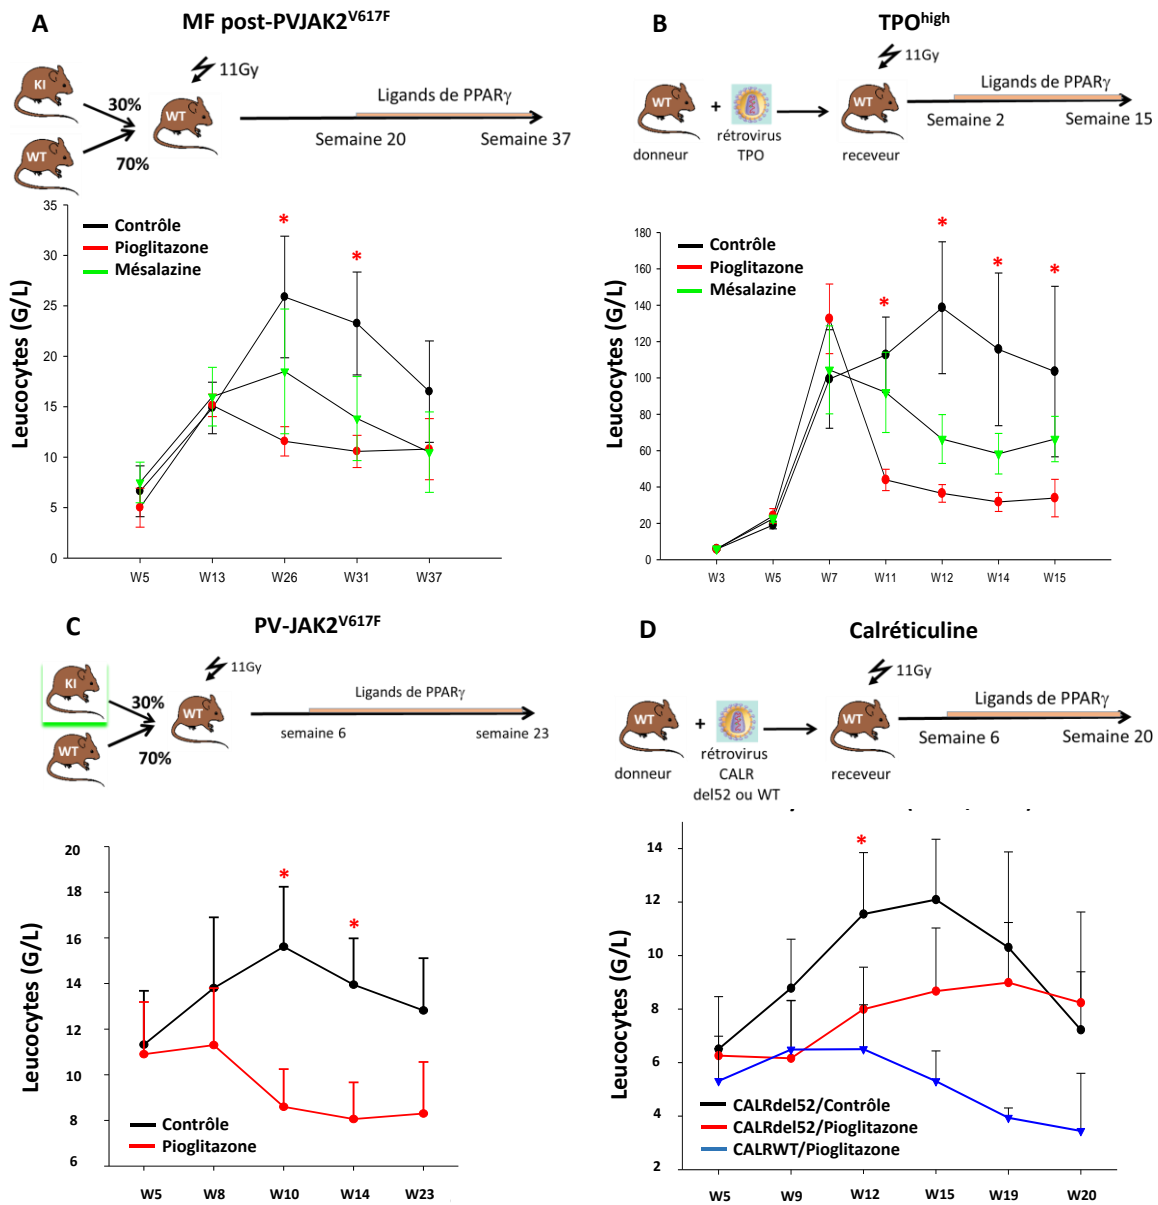 A
MF post-PVJAK2V617F
11Gy
KI
30%
WT
WT
70%
Ligands de PPARγ
Semaine 20
Semaine 37
35
30
25
20
15
10
5
0
Leucocytes (G/L)
Contrôle
Pioglitazone
Mésalazine
*
*
W5 W13 W26 W31 W37
B
TPOhigh
11Gy
WT
+
WT
donneur
rétrovirus
TPO
receveur
Ligands de PPARγ
Semaine 2
Semaine 15
180
160
140
120
100
80
60
40
20
0
Leucocytes (G/L)
Contrôle
Pioglitazone
Mésalazine
*
*
*
*
W3 W5 W7 W11 W12 W14 W15
C
PV-JAK2V617F
11Gy
KI
30%
WT
WT
70%
Ligands de PPARγ
semaine 6
semaine 23
20
18
16
14
12
10
8
6
Leucocytes (G/L)
*
*
Contrôle
Pioglitazone
W5 W8 W10 W14 W23
D
Calréticuline
11Gy
WT
+
WT
donneur
rétrovirus
CALR
del52 ou WT
receveur
Ligands de PPARγ
Semaine 6
Semaine 20
14
12
10
8
6
4
2
Leucocytes (G/L)
*
CALRdel52/Contrôle
CALRdel52/Pioglitazone
CALRWT/Pioglitazone
W5 W9 W12 W15 W19 W20